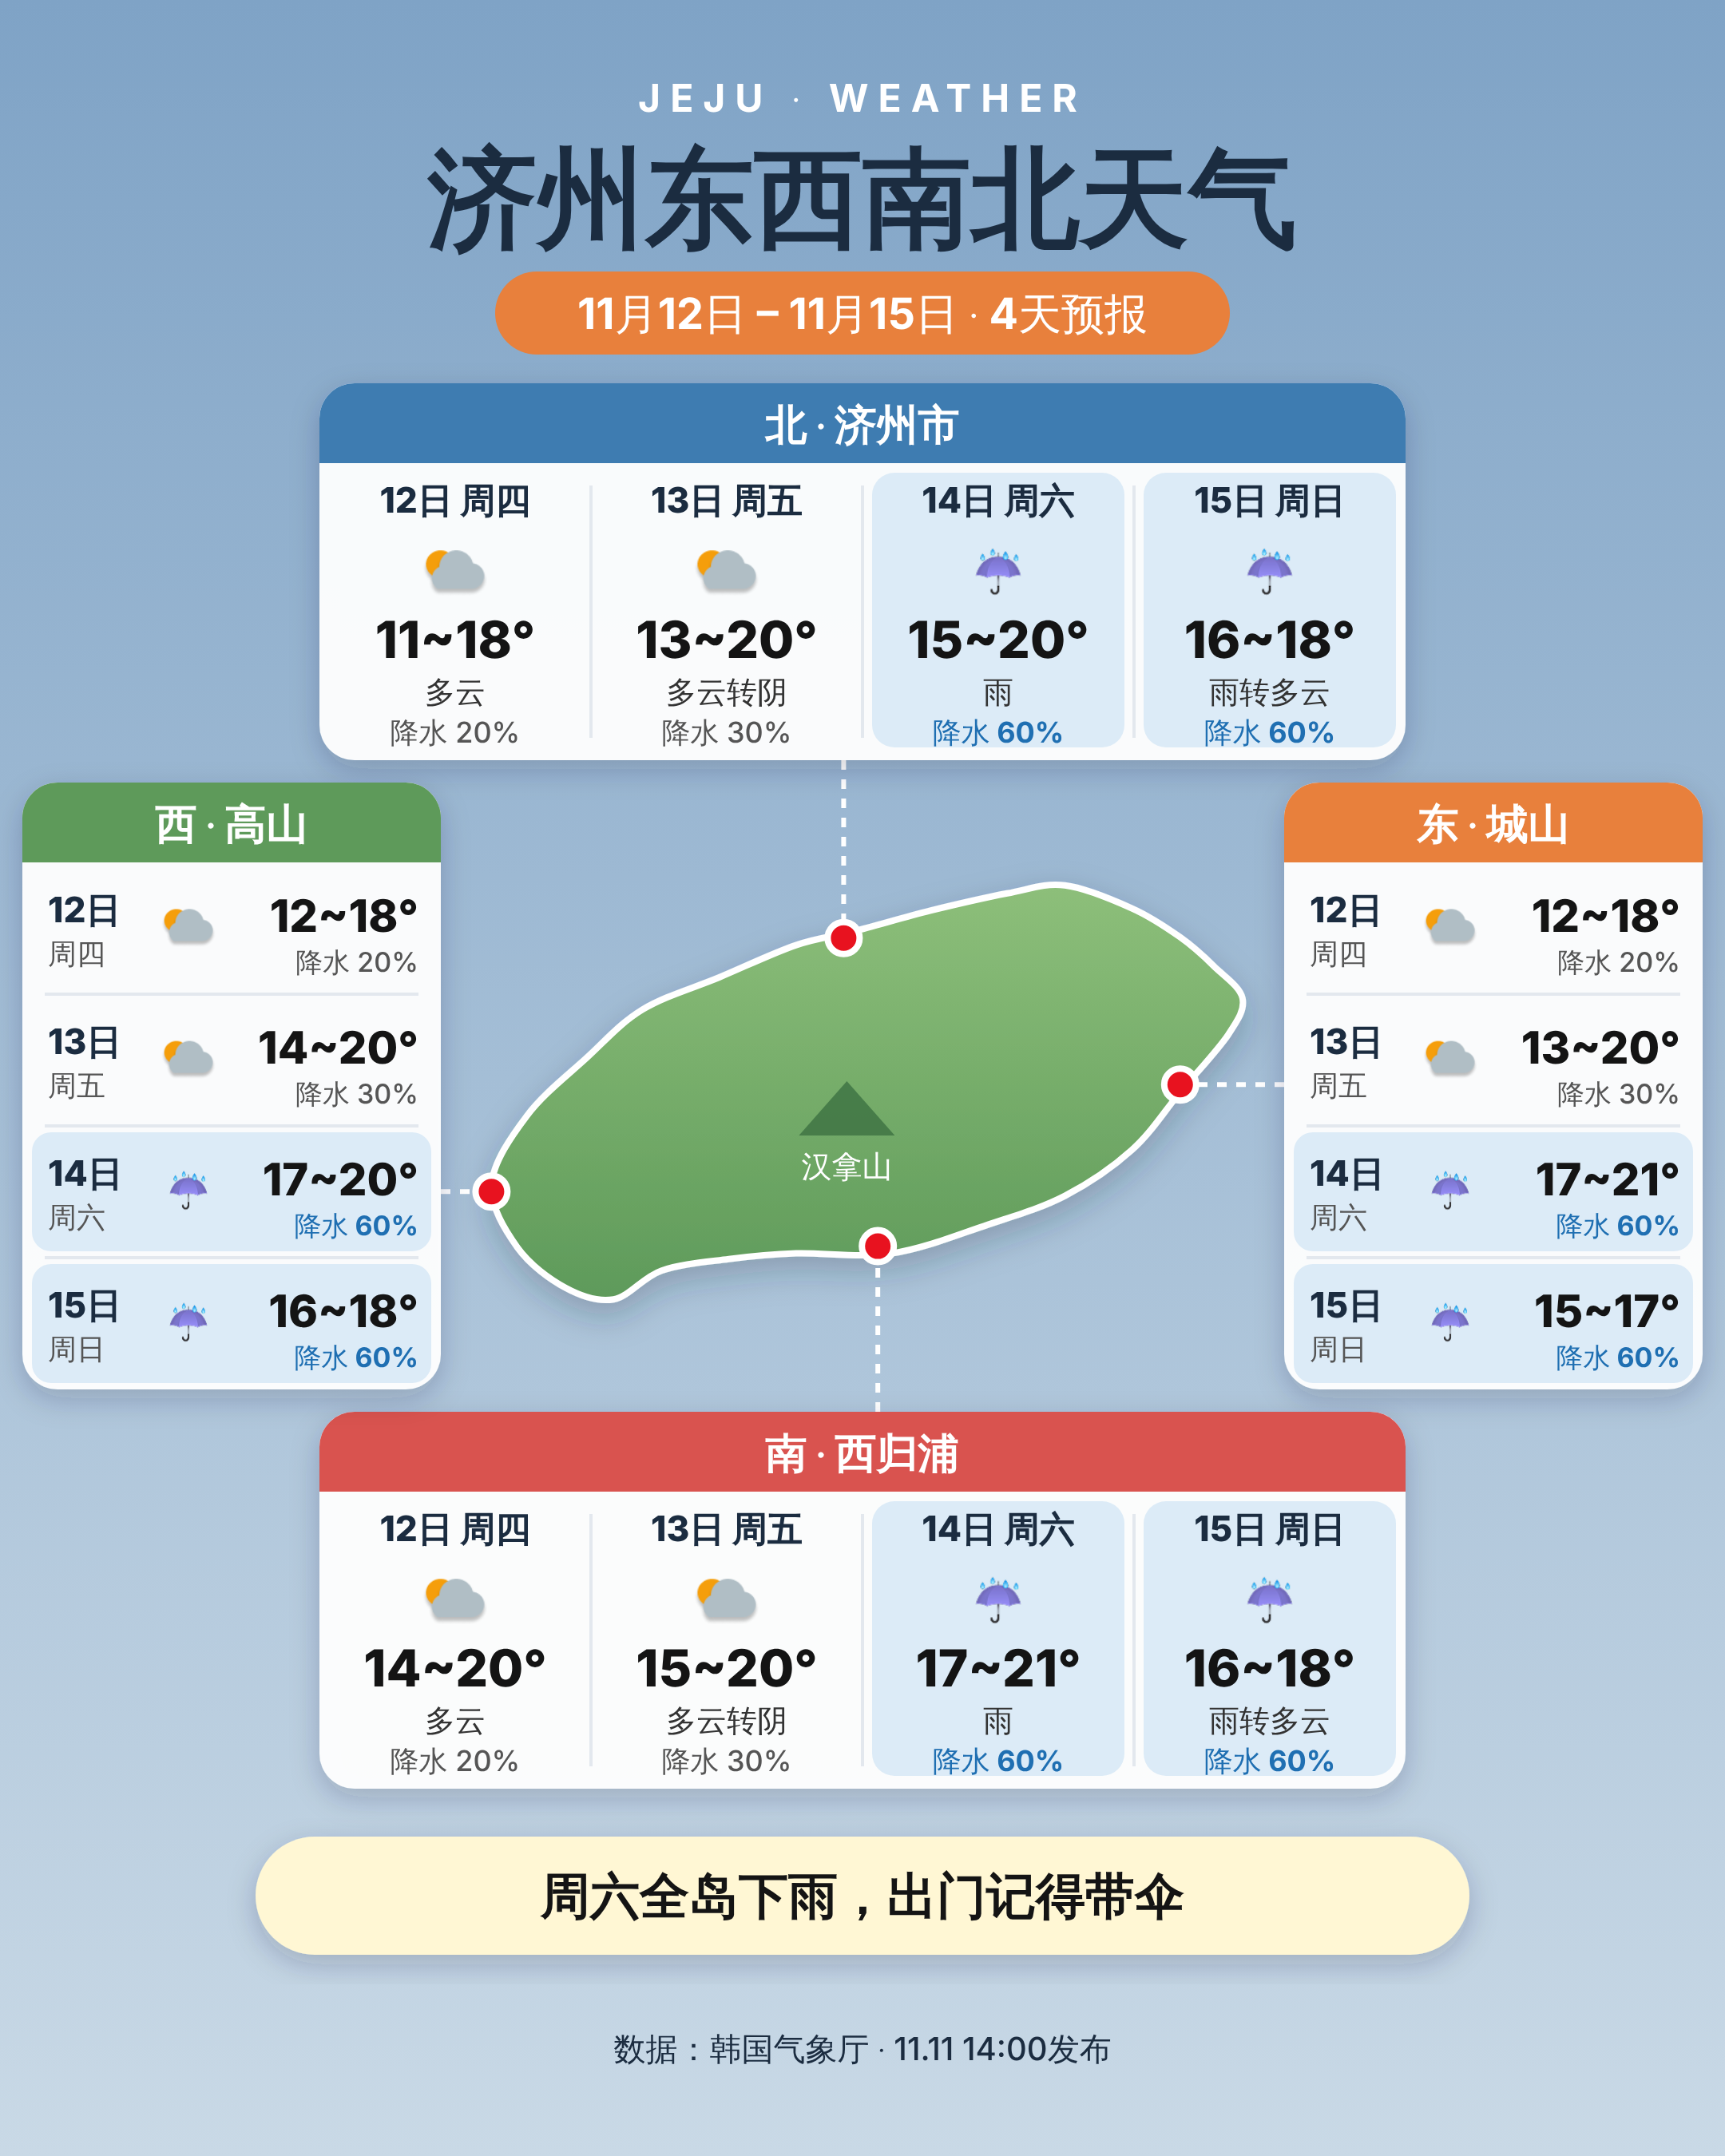 JEJU · WEATHER
济州东西南北天气
11月12日 – 11月15日 · 4天预报
北 · 济州市
12日 周四 13日 周五 14日 周六 15日 周日
11~18° 13~20° 15~20° 16~18°
多云 多云转阴 雨 雨转多云
降水 20% 降水 30% 降水 60% 降水 60%
西 · 高山
12日 12~18°
周四 降水 20%
13日 14~20°
周五 降水 30%
14日 17~20°
周六 降水 60%
15日 16~18°
周日 降水 60%
汉拿山
东 · 城山
12日 12~18°
周四 降水 20%
13日 13~20°
周五 降水 30%
14日 17~21°
周六 降水 60%
15日 15~17°
周日 降水 60%
南 · 西归浦
12日 周四 13日 周五 14日 周六 15日 周日
14~20° 15~20° 17~21° 16~18°
多云 多云转阴 雨 雨转多云
降水 20% 降水 30% 降水 60% 降水 60%
周六全岛下雨，出门记得带伞
数据：韩国气象厅 · 11.11 14:00发布